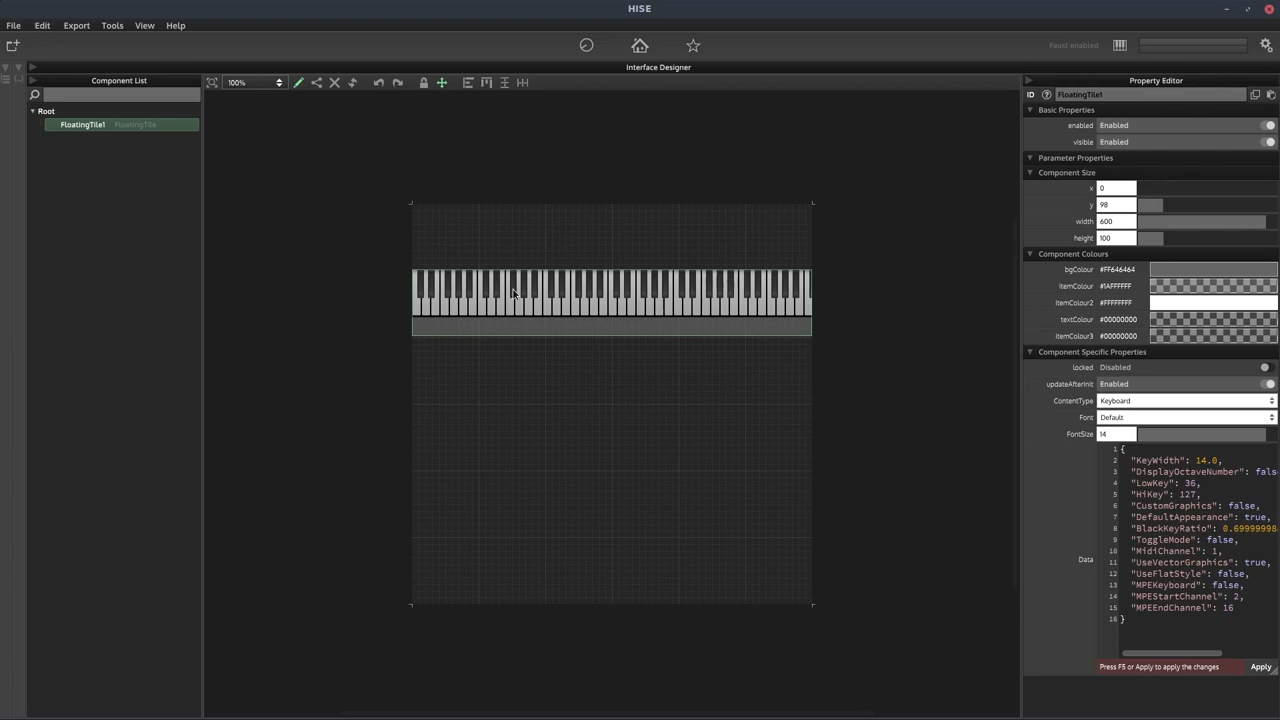 HISE
File Edit Export Tools View Help
Faust enabled
Interface Designer
Component List
100%
Property Editor
ID FloatingTile1
Root
FloatingTile1 FloatingTile
Basic Properties
enabled Enabled
visible Enabled
Parameter Properties
Component Size
x 0
y 98
width 600
height 100
Component Colours
bgColour #FF646464
itemColour #1AFFFFFF
itemColour2 #FFFFFFFF
textColour #00000000
itemColour3 #00000000
Component Specific Properties
locked Disabled
updateAfterInit Enabled
ContentType Keyboard
Font Default
FontSize 14
Data
1 {
2 "KeyWidth": 14.0,
3 "DisplayOctaveNumber": fals
4 "LowKey": 36,
5 "HiKey": 127,
6 "CustomGraphics": false,
7 "DefaultAppearance": true,
8 "BlackKeyRatio": 0.69999998
9 "ToggleMode": false,
10 "MidiChannel": 1,
11 "UseVectorGraphics": true,
12 "UseFlatStyle": false,
13 "MPEKeyboard": false,
14 "MPEStartChannel": 2,
15 "MPEEndChannel": 16
16 }
Press F5 or Apply to apply the changes Apply